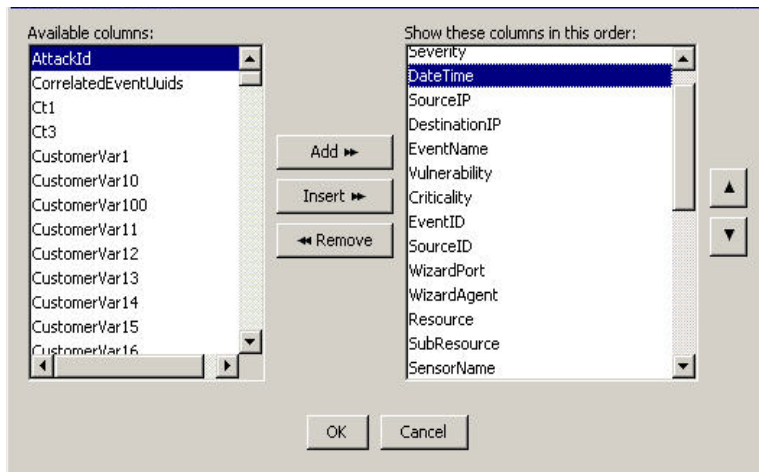 Available columns:
AttackId
CorrelatedEventUuids
Ct1
Ct3
CustomerVar1
CustomerVar10
CustomerVar100
CustomerVar11
CustomerVar12
CustomerVar13
CustomerVar14
CustomerVar15
CustomerVar16
Add
Insert
Remove
Show these columns in this order:
Severity
DateTime
SourceIP
DestinationIP
EventName
Vulnerability
Criticality
EventID
SourceID
WizardPort
WizardAgent
Resource
SubResource
SensorName
OK
Cancel